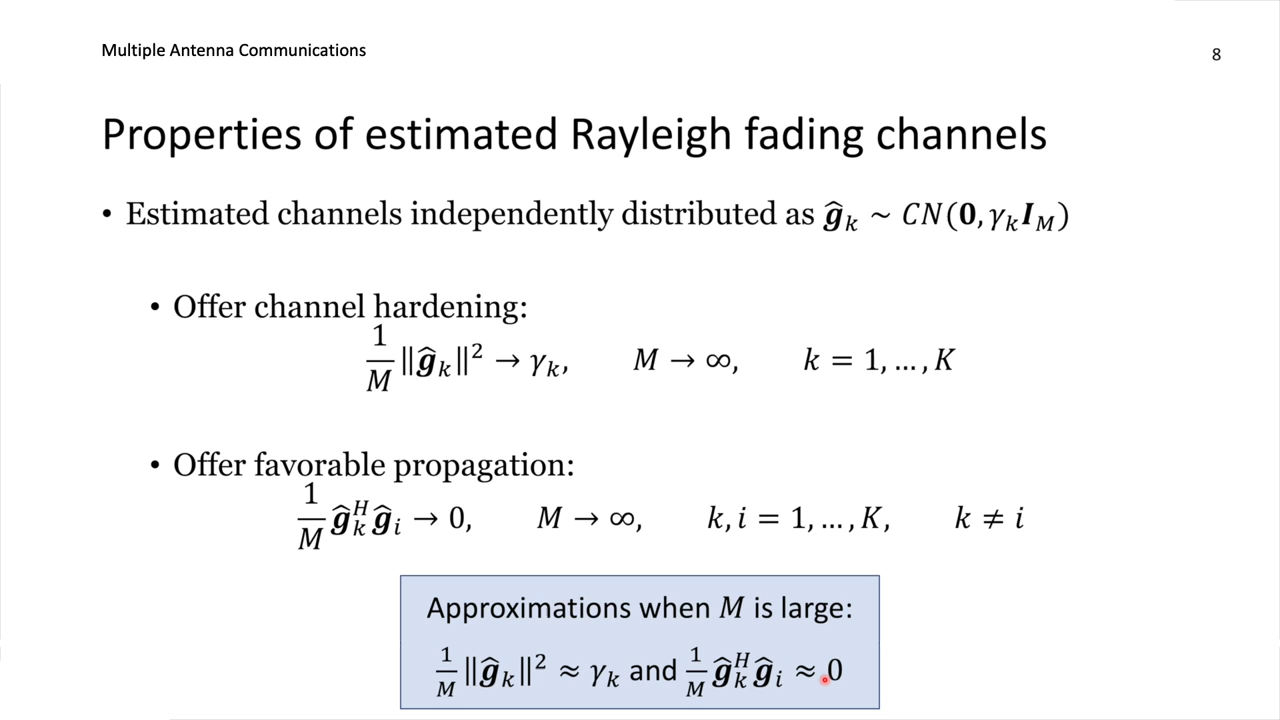 Multiple Antenna Communications
8
Properties of estimated Rayleigh fading channels
• Estimated channels independently distributed as ĝ_k ~ CN(𝟎, γ_k I_M)
• Offer channel hardening:
1/M ‖ĝ_k‖² → γ_k, M → ∞, k = 1, …, K
• Offer favorable propagation:
1/M ĝ_k^H ĝ_i → 0, M → ∞, k, i = 1, …, K, k ≠ i
Approximations when M is large:
1/M ‖ĝ_k‖² ≈ γ_k and 1/M ĝ_k^H ĝ_i ≈ 0